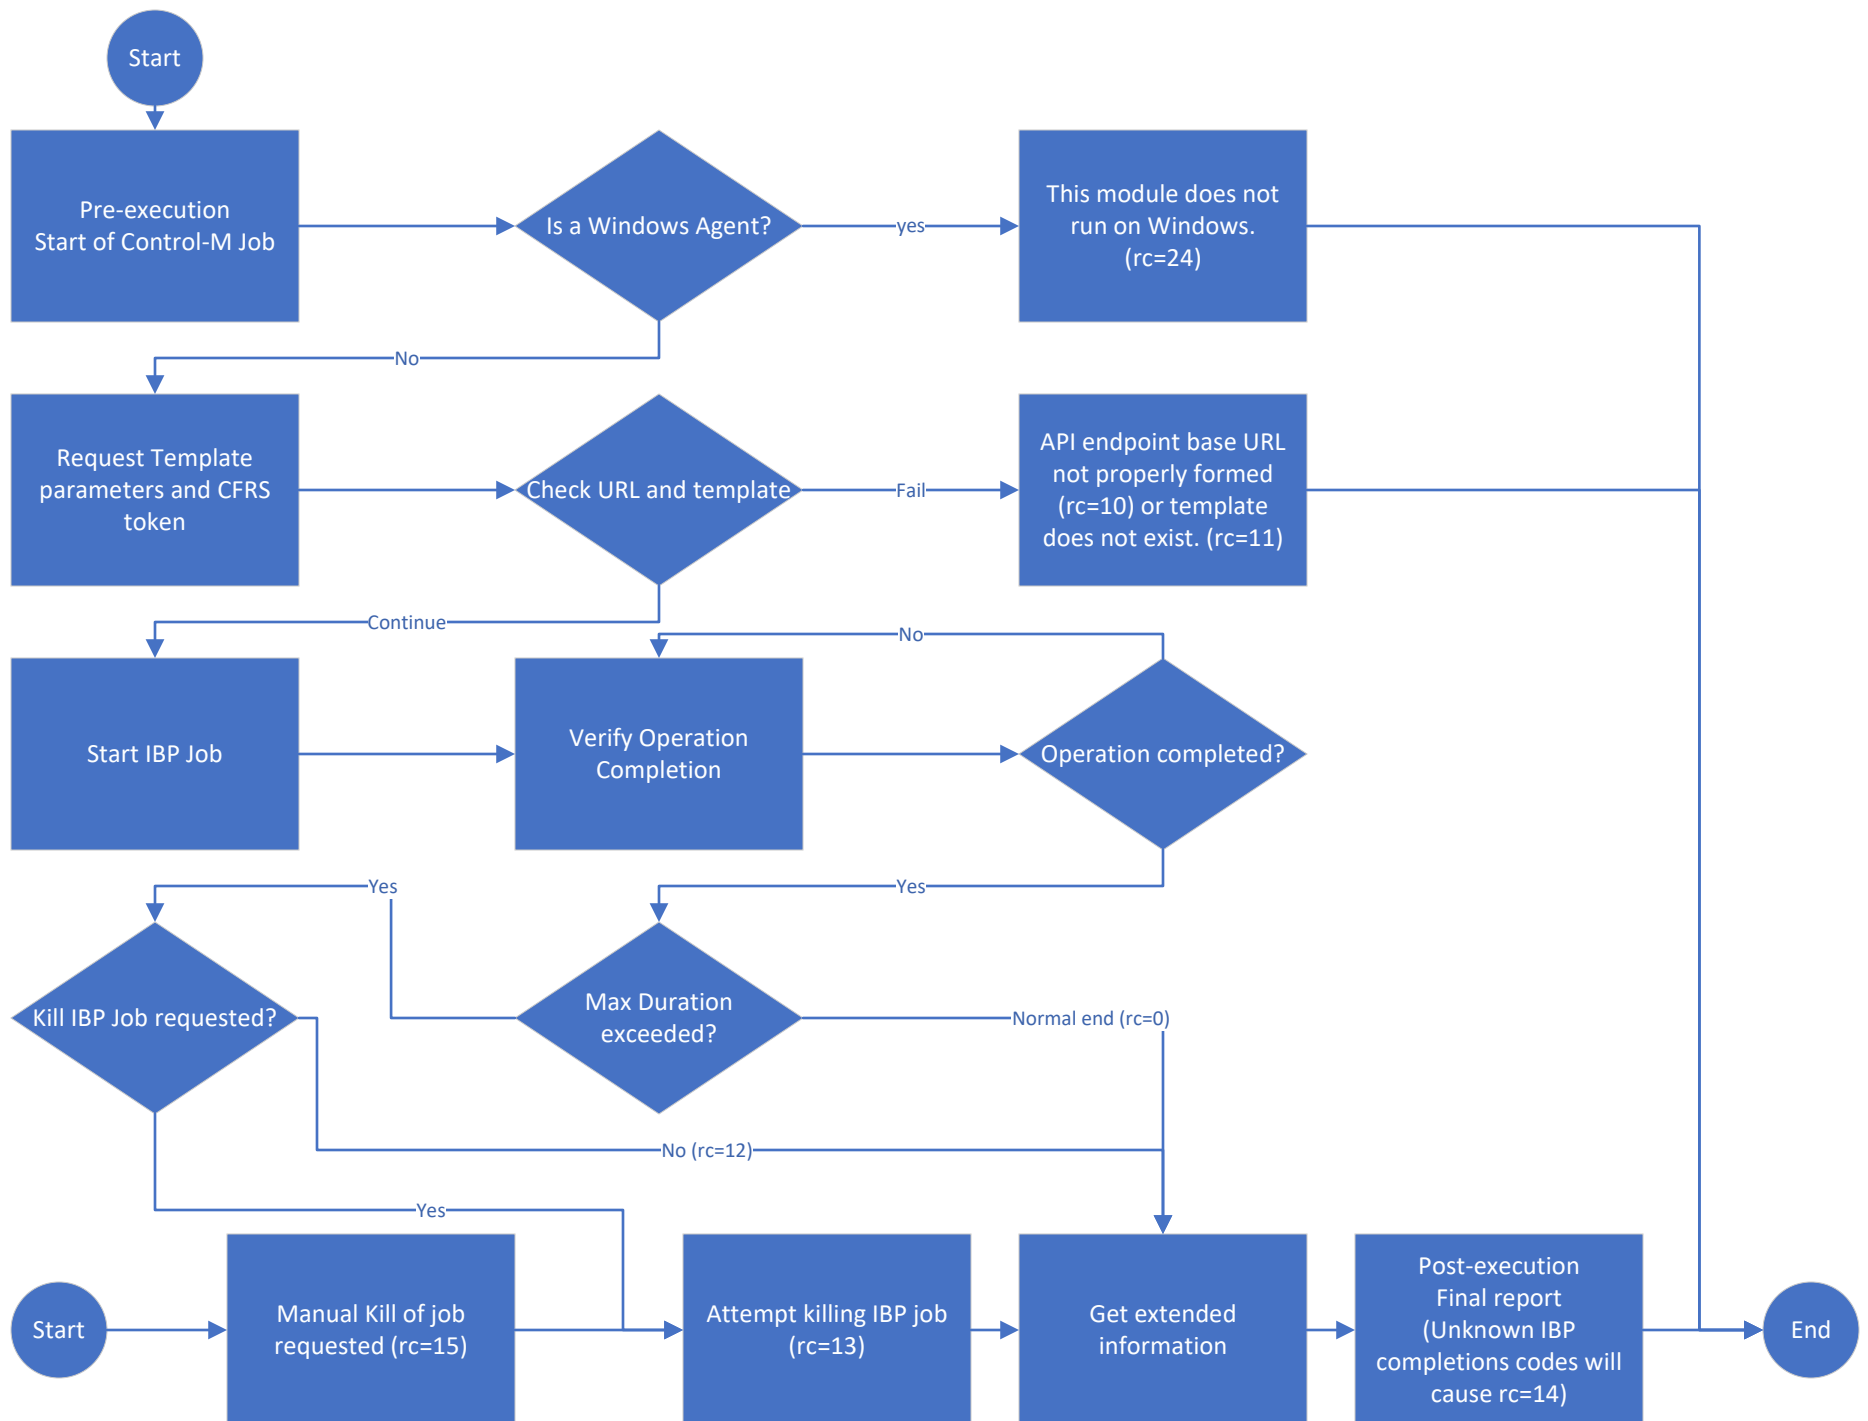 Start
Pre-execution
Start of Control-M Job
Is a Windows Agent?
yes
This module does not
run on Windows.
(rc=24)
No
Request Template
parameters and CFRS
token
Check URL and template
Fail
API endpoint base URL
not properly formed
(rc=10) or template
does not exist. (rc=11)
Continue
No
Start IBP Job
Verify Operation
Completion
Operation completed?
Yes
Yes
Kill IBP Job requested?
Max Duration
exceeded?
Normal end (rc=0)
No (rc=12)
Yes
Start
Manual Kill of job
requested (rc=15)
Attempt killing IBP job
(rc=13)
Get extended
information
Post-execution
Final report
(Unknown IBP
completions codes will
cause rc=14)
End